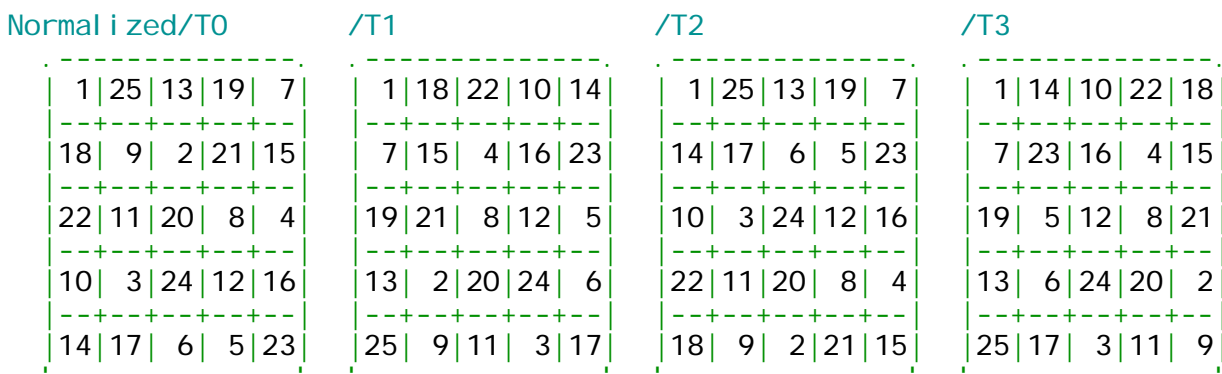 Normalized/T0 /T1 /T2 /T3
.--------------. .--------------. .--------------. .--------------.
| 1|25|13|19| 7| | 1|18|22|10|14| | 1|25|13|19| 7| | 1|14|10|22|18|
|--+--+--+--+--| |--+--+--+--+--| |--+--+--+--+--| |--+--+--+--+--|
|18| 9| 2|21|15| | 7|15| 4|16|23| |14|17| 6| 5|23| | 7|23|16| 4|15|
|--+--+--+--+--| |--+--+--+--+--| |--+--+--+--+--| |--+--+--+--+--|
|22|11|20| 8| 4| |19|21| 8|12| 5| |10| 3|24|12|16| |19| 5|12| 8|21|
|--+--+--+--+--| |--+--+--+--+--| |--+--+--+--+--| |--+--+--+--+--|
|10| 3|24|12|16| |13| 2|20|24| 6| |22|11|20| 8| 4| |13| 6|24|20| 2|
|--+--+--+--+--| |--+--+--+--+--| |--+--+--+--+--| |--+--+--+--+--|
|14|17| 6| 5|23| |25| 9|11| 3|17| |18| 9| 2|21|15| |25|17| 3|11| 9|